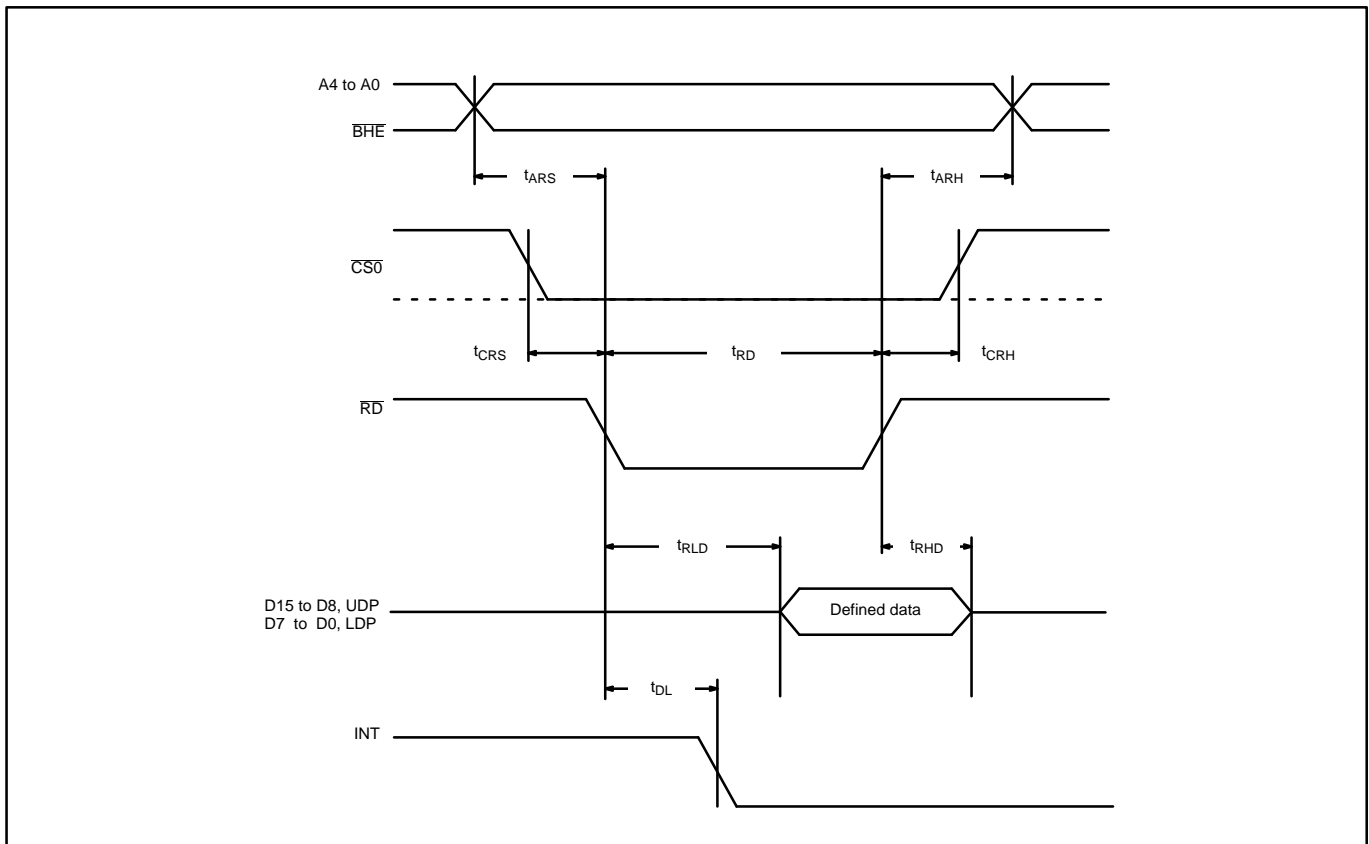 A4 to A0
BHE
tARS
tARH
CS0
tCRS
tRD
tCRH
RD
tRLD
tRHD
D15 to D8, UDP
D7 to D0, LDP
Defined data
tDL
INT